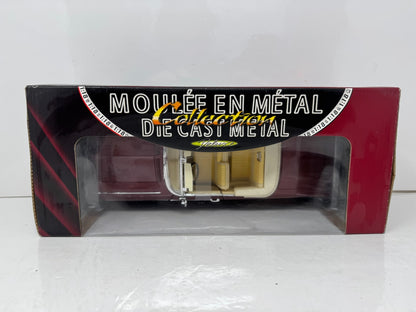 MOULÉE EN MÉTAL
Collection
DIE CAST METAL